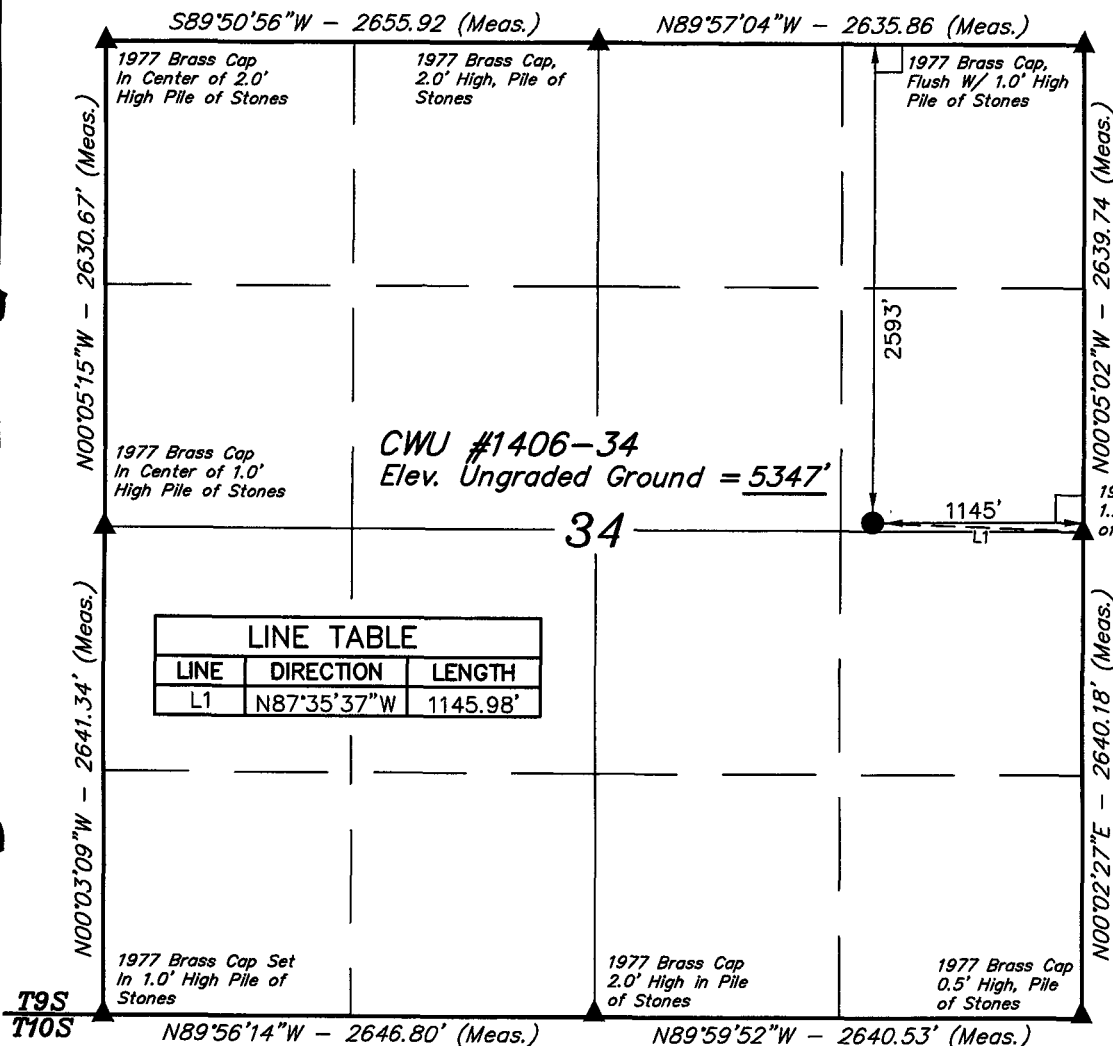 S89°50'56"W - 2655.92 (Meas.)
N89°57'04"W - 2635.86 (Meas.)
1977 Brass Cap
In Center of 2.0'
High Pile of Stones
1977 Brass Cap,
2.0' High, Pile of
Stones
1977 Brass Cap,
Flush W/ 1.0' High
Pile of Stones
N00°05'15"W - 2630.67' (Meas.)
N00°05'02"W - 2639.74 (Meas.)
2593'
1977 Brass Cap
In Center of 1.0'
High Pile of Stones
CWU #1406-34
Elev. Ungraded Ground = 5347'
1145'
L1
34
LINE TABLE
LINE DIRECTION LENGTH
L1 N87°35'37"W 1145.98'
N00°03'09"W - 2641.34' (Meas.)
N00°02'27"E - 2640.18' (Meas.)
1977 Brass Cap Set
In 1.0' High Pile of
Stones
1977 Brass Cap
2.0' High in Pile
of Stones
1977 Brass Cap
0.5' High, Pile
of Stones
T9S
T10S
N89°56'14"W - 2646.80' (Meas.)
N89°59'52"W - 2640.53' (Meas.)